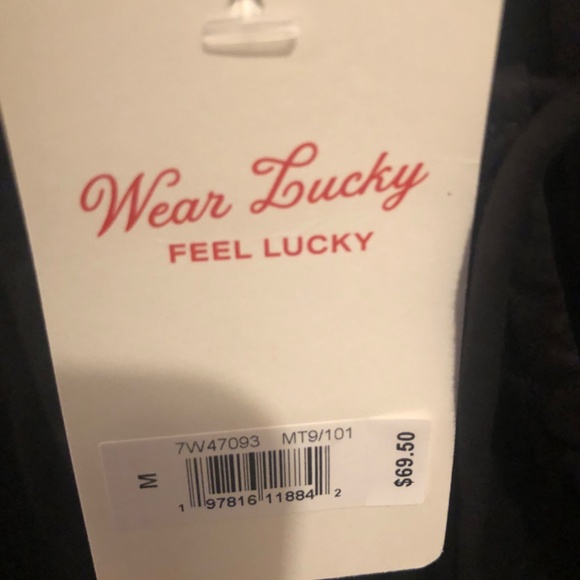 Wear Lucky
FEEL LUCKY
7W47093 MT9/101
M
$69.50
1 97816 11884 2